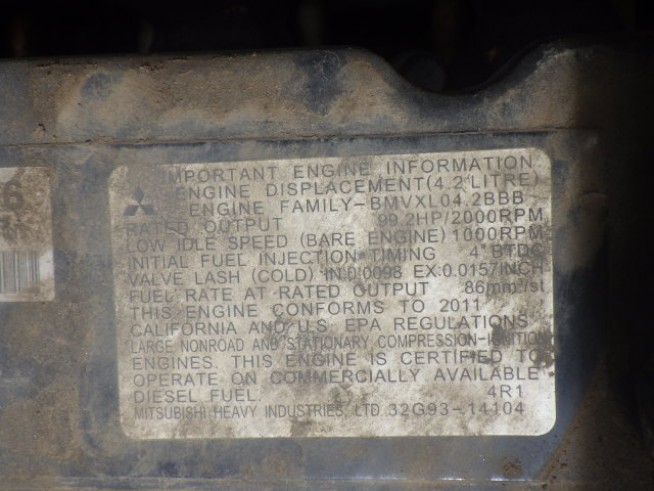 IMPORTANT ENGINE INFORMATION
ENGINE DISPLACEMENT(4.2 LITRE)
ENGINE FAMILY-BMVXL04.2BBB
RATED OUTPUT 99.2HP/2000RPM
LOW IDLE SPEED (BARE ENGINE) 1000RPM
INITIAL FUEL INJECTION TIMING 4°BTDC
VALVE LASH (COLD) IN:0.0098 EX:0.0157INCH
FUEL RATE AT RATED OUTPUT 86mm³/st
THIS ENGINE CONFORMS TO 2011
CALIFORNIA AND U.S EPA REGULATIONS
LARGE NONROAD AND STATIONARY COMPRESSION-IGNITION
ENGINES. THIS ENGINE IS CERTIFIED TO
OPERATE ON COMMERCIALLY AVAILABLE
DIESEL FUEL. 4R1
MITSUBISHI HEAVY INDUSTRIES, LTD. 32G93-14104